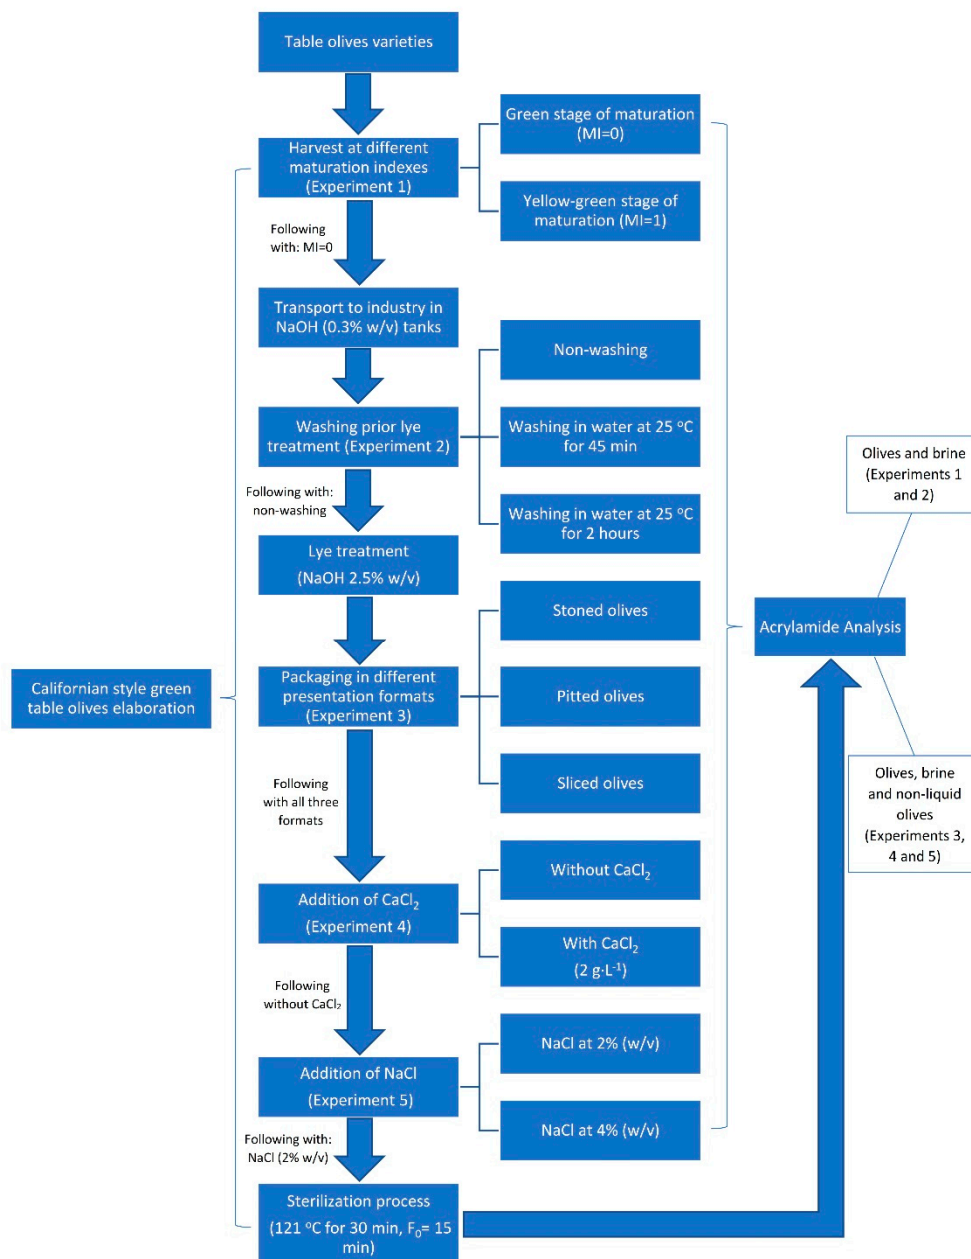 Table olives varieties
Harvest at different
maturation indexes
(Experiment 1)
Green stage of maturation
(MI=0)
Yellow-green stage of
maturation (MI=1)
Following
with: MI=0
Transport to industry in
NaOH (0.3% w/v) tanks
Washing prior lye
treatment (Experiment 2)
Non-washing
Washing in water at 25 ºC
for 45 min
Washing in water at 25 ºC
for 2 hours
Following with:
non-washing
Lye treatment
(NaOH 2.5% w/v)
Packaging in different
presentation formats
(Experiment 3)
Stoned olives
Pitted olives
Sliced olives
Following
with all three
formats
Addition of CaCl₂
(Experiment 4)
Without CaCl₂
With CaCl₂
(2 g·L⁻¹)
Following
without CaCl₂
Addition of NaCl
(Experiment 5)
NaCl at 2% (w/v)
NaCl at 4% (w/v)
Following with:
NaCl (2% w/v)
Sterilization process
(121 ºC for 30 min, F₀= 15
min)
Californian style green
table olives elaboration
Olives and brine
(Experiments 1
and 2)
Acrylamide Analysis
Olives, brine
and non-liquid
olives
(Experiments 3,
4 and 5)